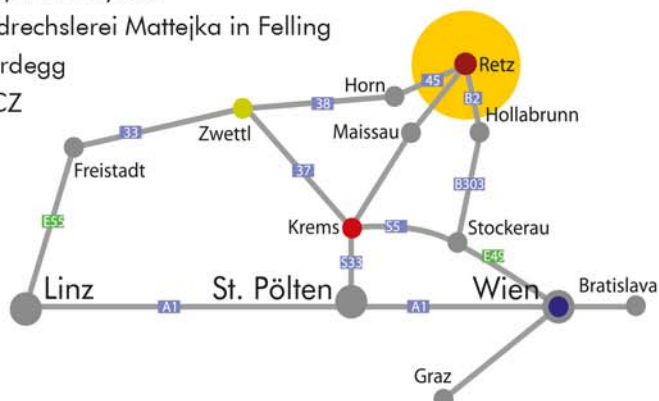 drechslerei Mattejka in Felling
rdegg
CZ
Retz
45
Horn
B2
38
Hollabrunn
33
Zwettl
Maissau
Freistadt
37
B303
E55
Krems
S5
Stockerau
S33
E49
Linz
St. Pölten
Wien
Bratislava
A1
A1
Graz